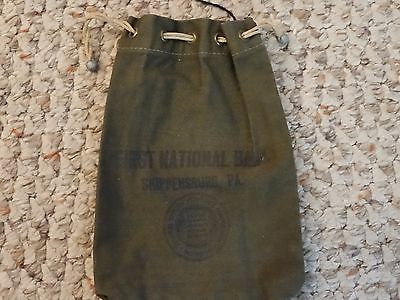 FIRST NATIONAL BANK
SHIPPENSBURG, PA.